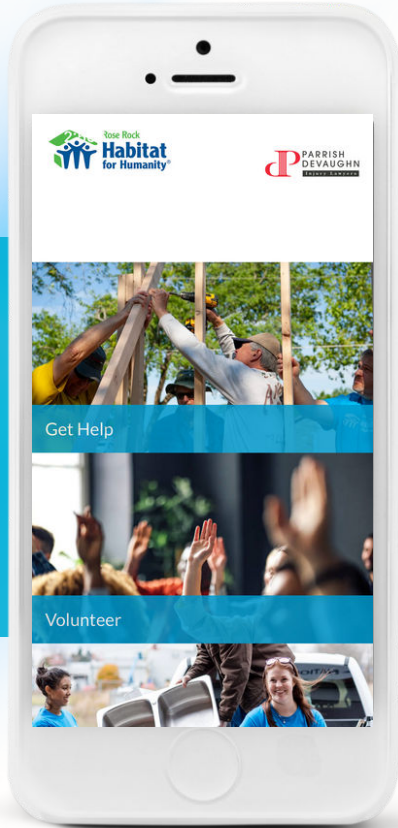 Rose Rock
Habitat
for Humanity®
PARRISH
DEVAUGHN
Injury Lawyers
Get Help
Volunteer